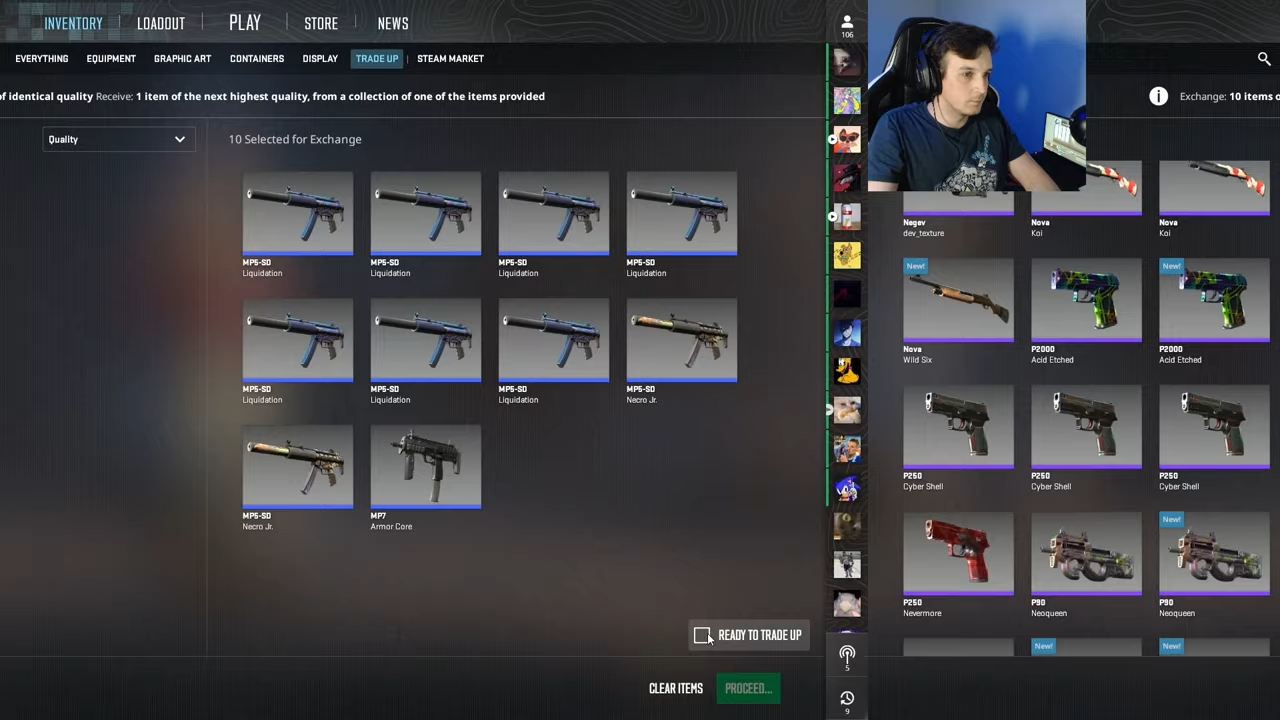 INVENTORY
LOADOUT
PLAY
STORE
NEWS
106
EVERYTHING
EQUIPMENT
GRAPHIC ART
CONTAINERS
DISPLAY
TRADE UP
STEAM MARKET
of identical quality Receive: 1 item of the next highest quality, from a collection of one of the items provided
Exchange: 10 items o
Quality
10 Selected for Exchange
MP5-SD
Liquidation
MP5-SD
Liquidation
MP5-SD
Liquidation
MP5-SD
Liquidation
MP5-SD
Liquidation
MP5-SD
Liquidation
MP5-SD
Liquidation
MP5-SD
Necro Jr.
MP5-SD
Necro Jr.
MP7
Armor Core
READY TO TRADE UP
CLEAR ITEMS
PROCEED...
5
9
Negev
dev_texture
Nova
Koi
Nova
Koi
New!
Nova
Wild Six
P2000
Acid Etched
New!
P2000
Acid Etched
P250
Cyber Shell
P250
Cyber Shell
P250
Cyber Shell
P250
Nevermore
P90
Neoqueen
New!
P90
Neoqueen
New!
New!